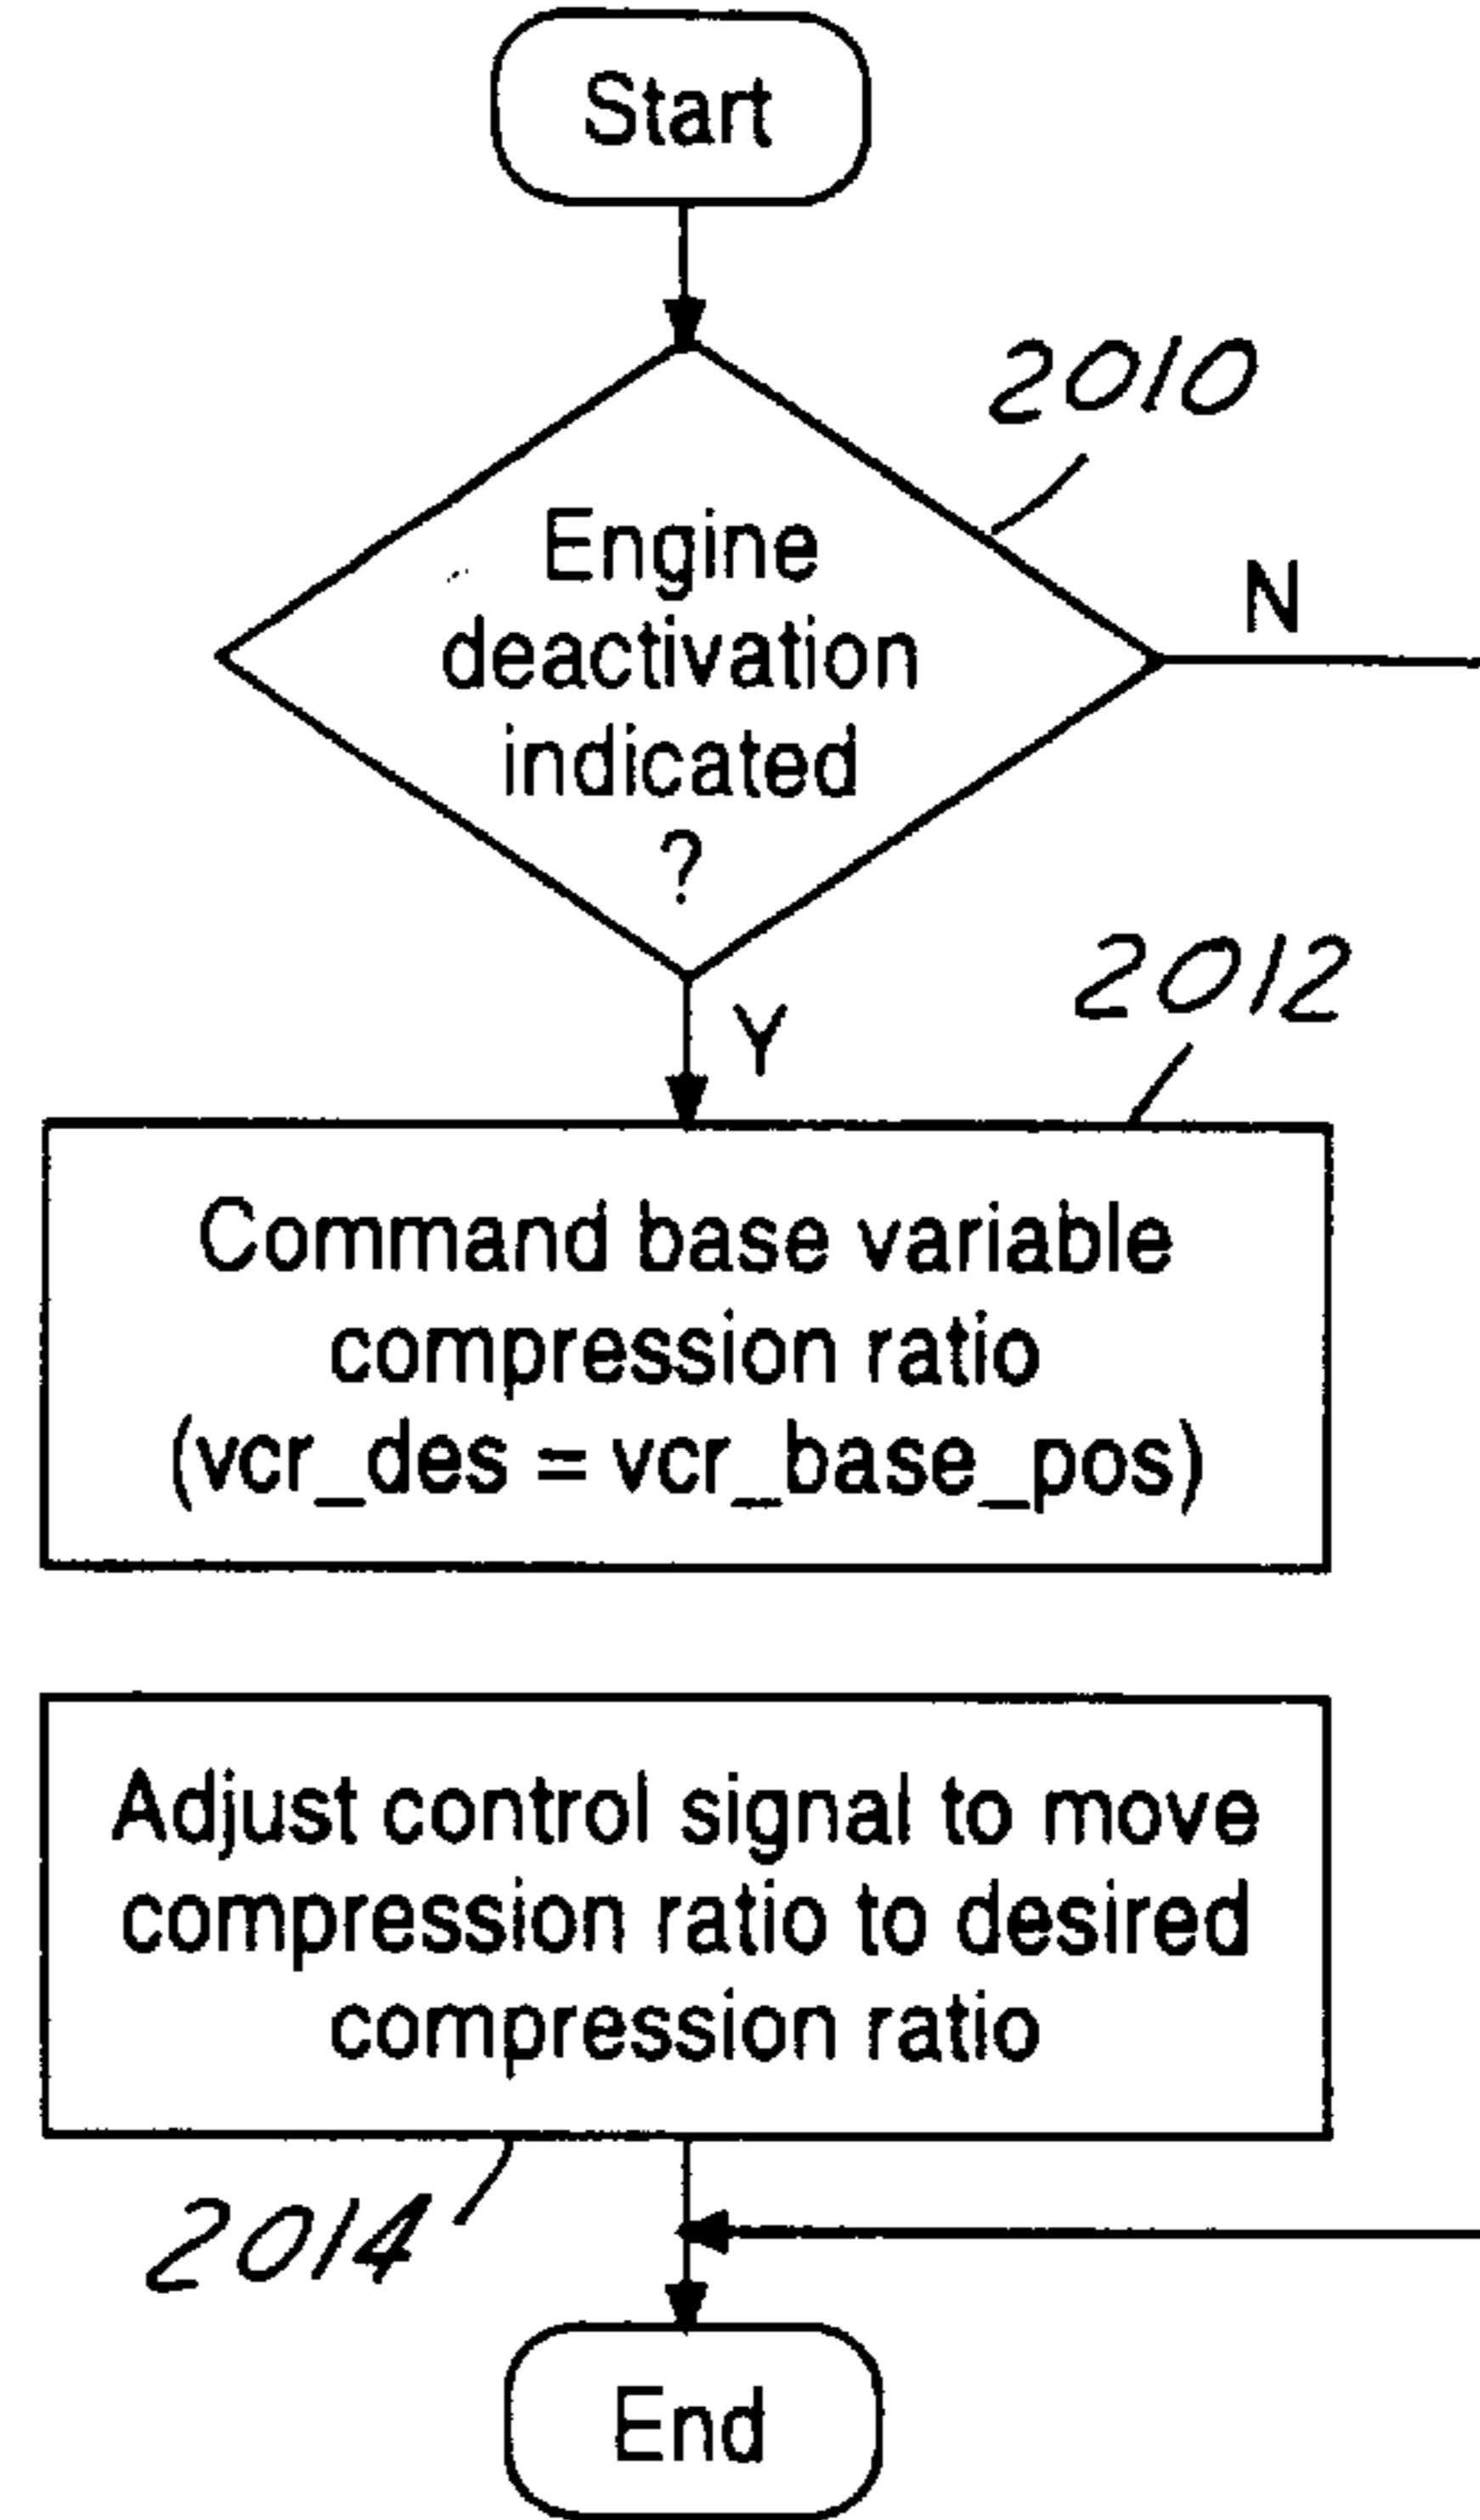 Start
2010
Engine
deactivation
indicated
?
N
Y
2012
Command base variable
compression ratio
(vcr_des = vcr_base_pos)
Adjust control signal to move
compression ratio to desired
compression ratio
2014
End